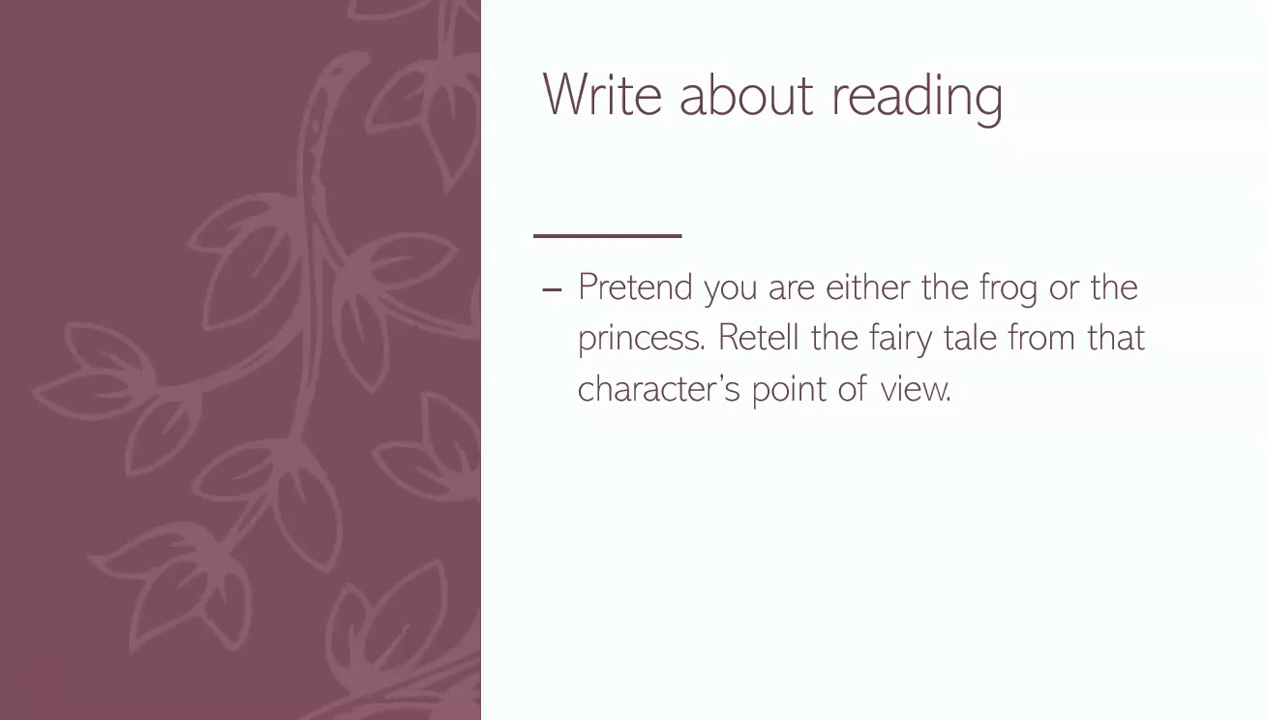 Write about reading
– Pretend you are either the frog or the
princess. Retell the fairy tale from that
character’s point of view.